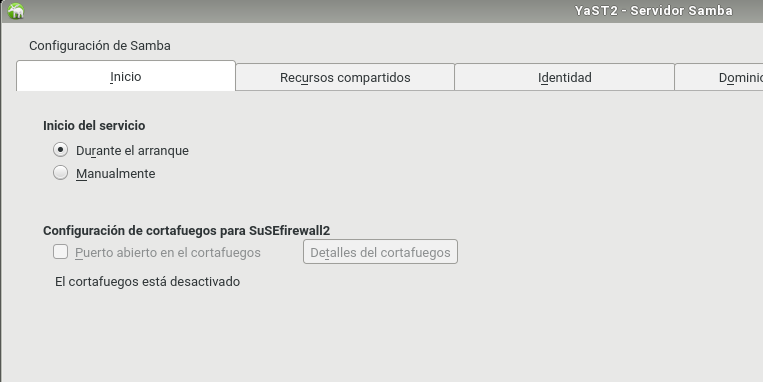 YaST2 - Servidor Samba
Configuración de Samba
Inicio
Recursos compartidos
Identidad
Inicio del servicio
Durante el arranque
Manualmente
Configuración de cortafuegos para SuSEfirewall2
Puerto abierto en el cortafuegos
Detalles del cortafuegos
El cortafuegos está desactivado